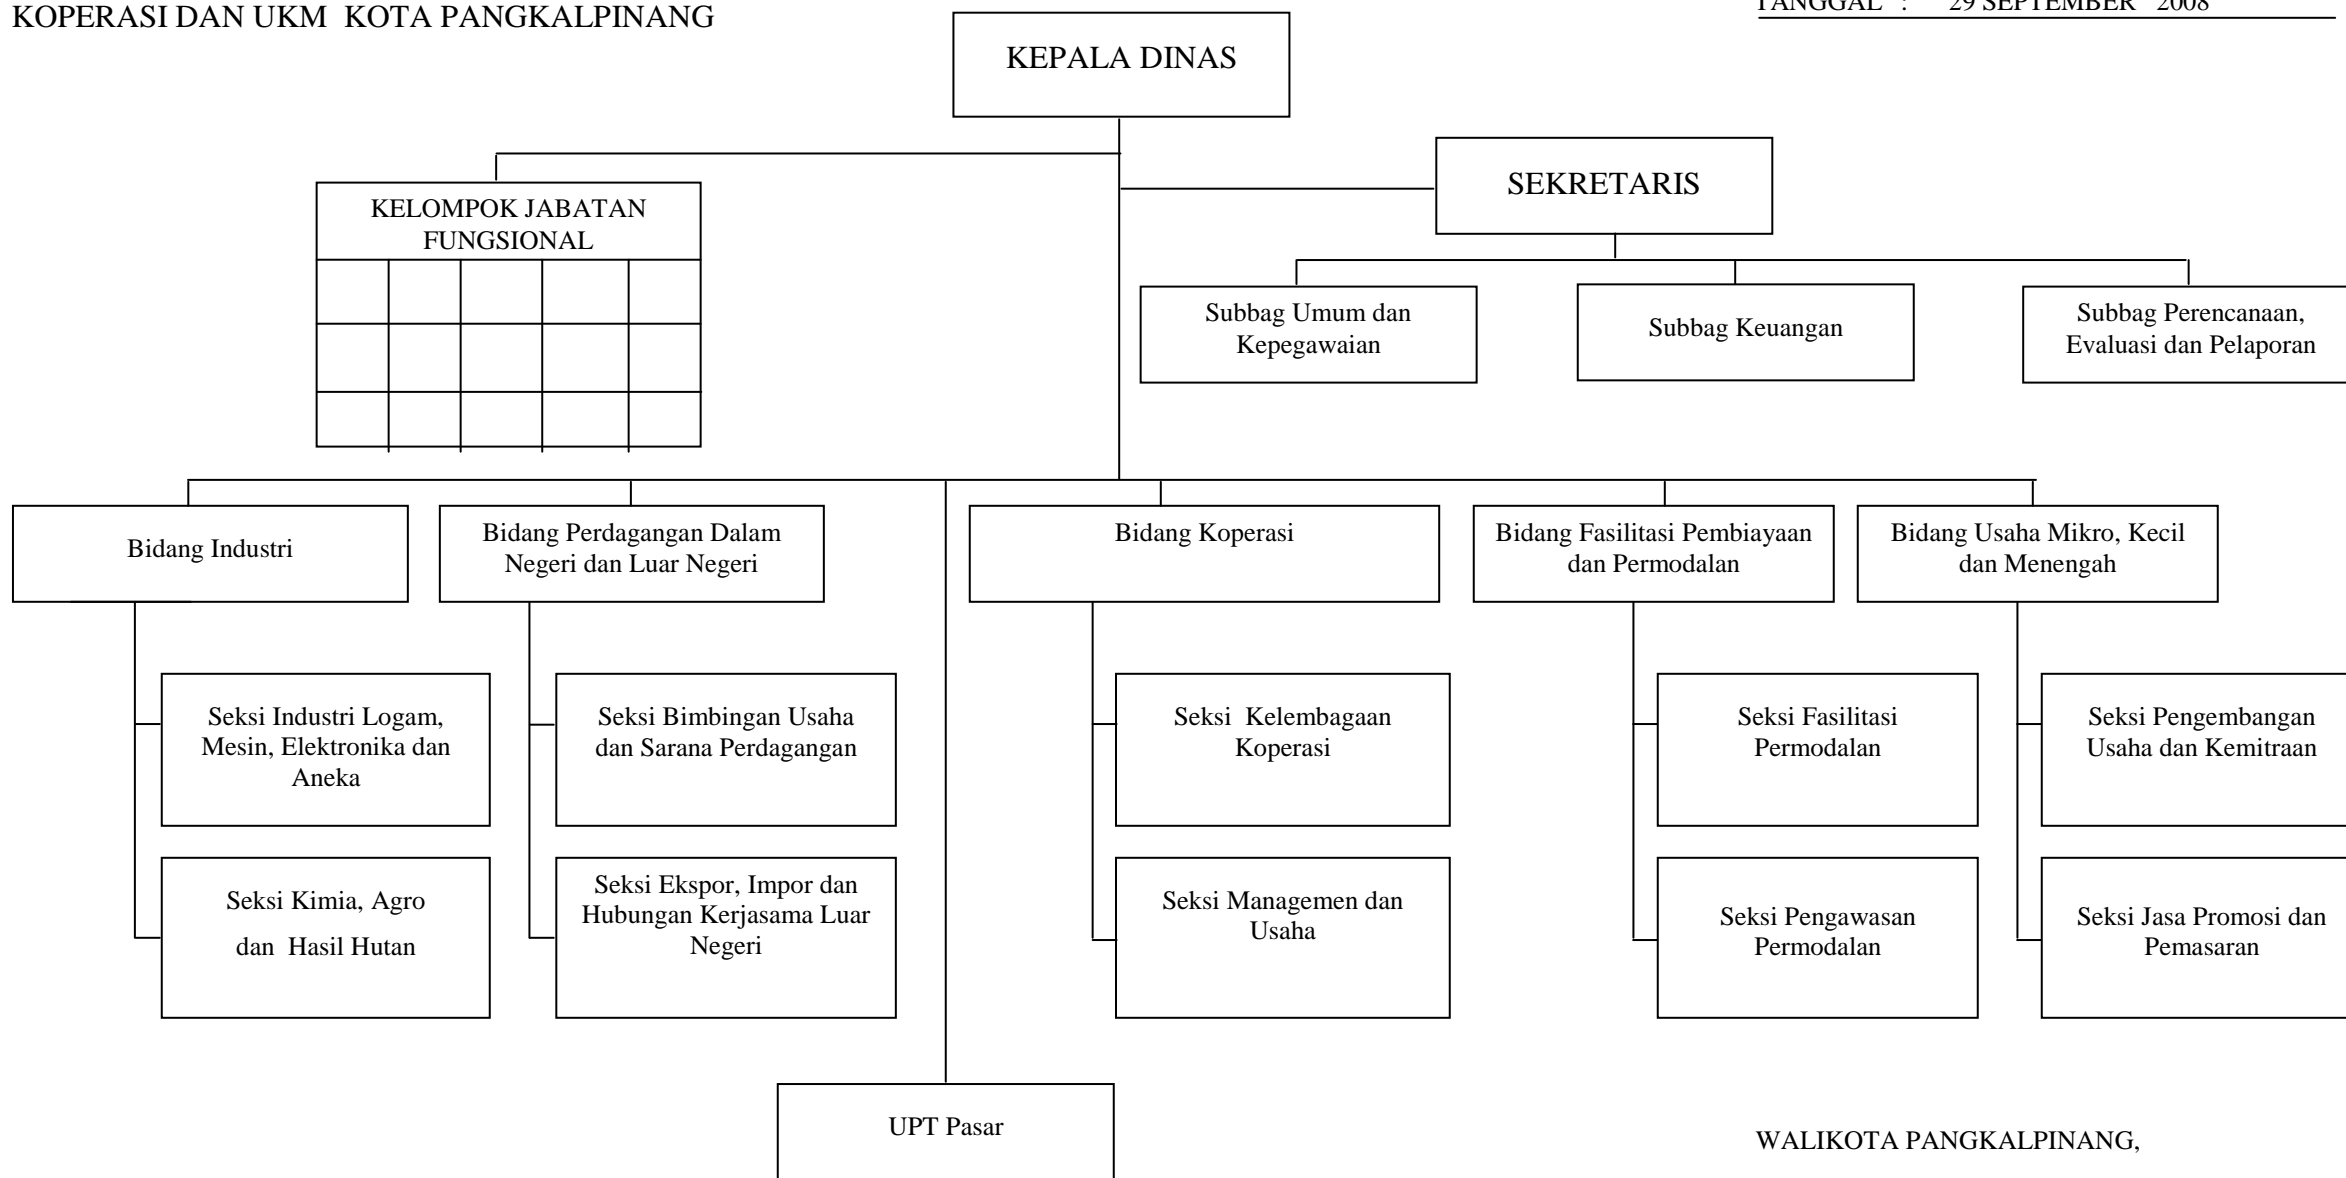 KOPERASI DAN UKM KOTA PANGKALPINANG
TANGGAL : 29 SEPTEMBER 2008
KEPALA DINAS
SEKRETARIS
KELOMPOK JABATAN
FUNGSIONAL
Subbag Umum dan
Kepegawaian
Subbag Keuangan
Subbag Perencanaan,
Evaluasi dan Pelaporan
Bidang Industri
Bidang Perdagangan Dalam
Negeri dan Luar Negeri
Bidang Koperasi
Bidang Fasilitasi Pembiayaan
dan Permodalan
Bidang Usaha Mikro, Kecil
dan Menengah
Seksi Industri Logam,
Mesin, Elektronika dan
Aneka
Seksi Bimbingan Usaha
dan Sarana Perdagangan
Seksi Kelembagaan
Koperasi
Seksi Fasilitasi
Permodalan
Seksi Pengembangan
Usaha dan Kemitraan
Seksi Kimia, Agro
dan Hasil Hutan
Seksi Ekspor, Impor dan
Hubungan Kerjasama Luar
Negeri
Seksi Managemen dan
Usaha
Seksi Pengawasan
Permodalan
Seksi Jasa Promosi dan
Pemasaran
UPT Pasar
WALIKOTA PANGKALPINANG,